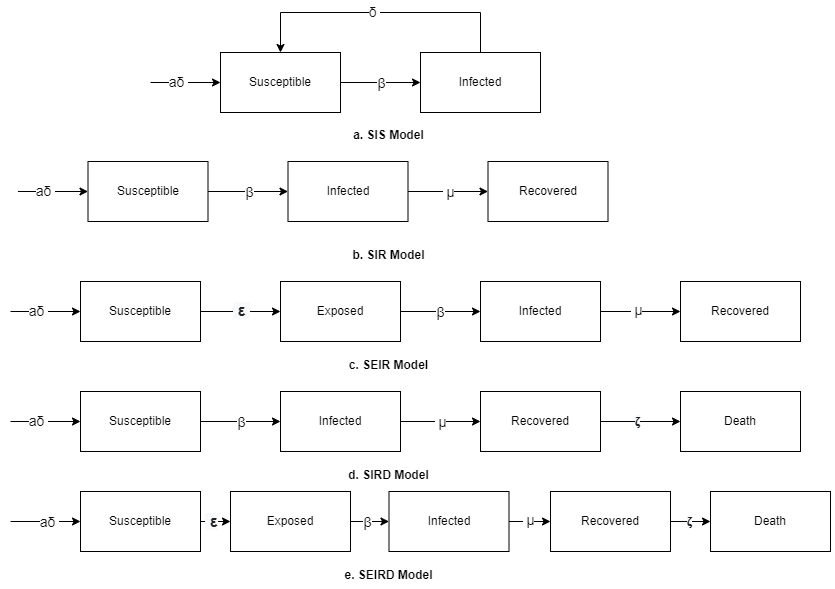 δ
aδ Susceptible β Infected
a. SIS Model
aδ Susceptible β Infected μ Recovered
b. SIR Model
aδ Susceptible ε Exposed β Infected μ Recovered
c. SEIR Model
aδ Susceptible β Infected μ Recovered ζ Death
d. SIRD Model
aδ Susceptible ε Exposed β Infected μ Recovered ζ Death
e. SEIRD Model